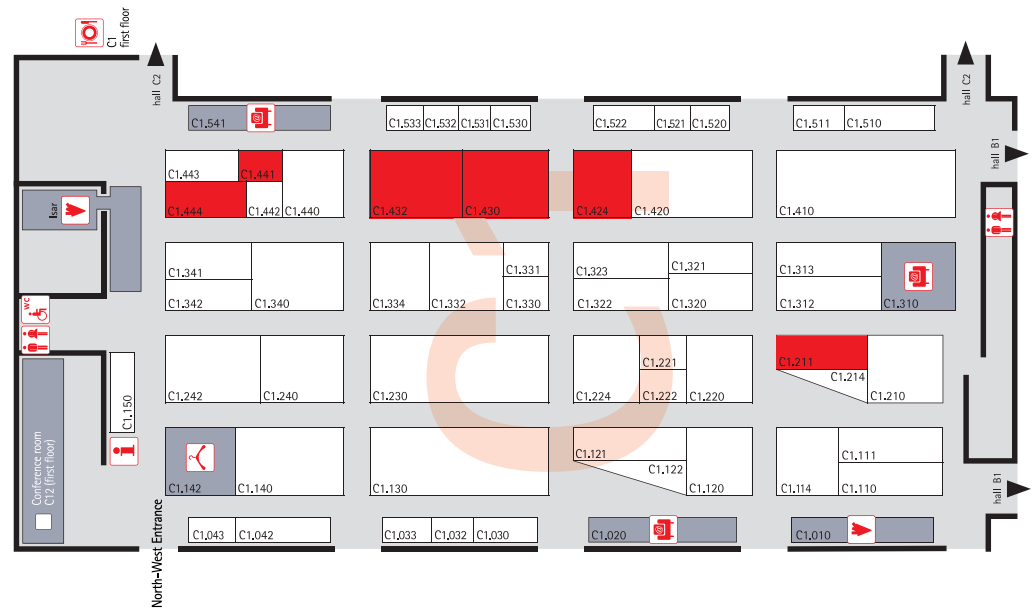 C1
first floor
hall C2
hall C2
C1.541
C1.533
C1.532
C1.531
C1.530
C1.522
C1.521
C1.520
C1.511
C1.510
hall B1
C1.443
C1.441
C1.444
C1.442
C1.440
C1.432
C1.430
C1.424
C1.420
C1.410
Isar
C1.341
C1.342
C1.340
C1.334
C1.332
C1.331
C1.330
C1.323
C1.322
C1.321
C1.320
C1.313
C1.312
C1.310
WC
C1.242
C1.240
C1.230
C1.224
C1.221
C1.222
C1.220
C1.211
C1.214
C1.210
C1.150
i
Conference room
C12 (first floor)
C1.142
C1.140
C1.130
C1.121
C1.122
C1.120
C1.114
C1.111
C1.110
hall B1
North-West Entrance
C1.043
C1.042
C1.033
C1.032
C1.030
C1.020
C1.010
C1